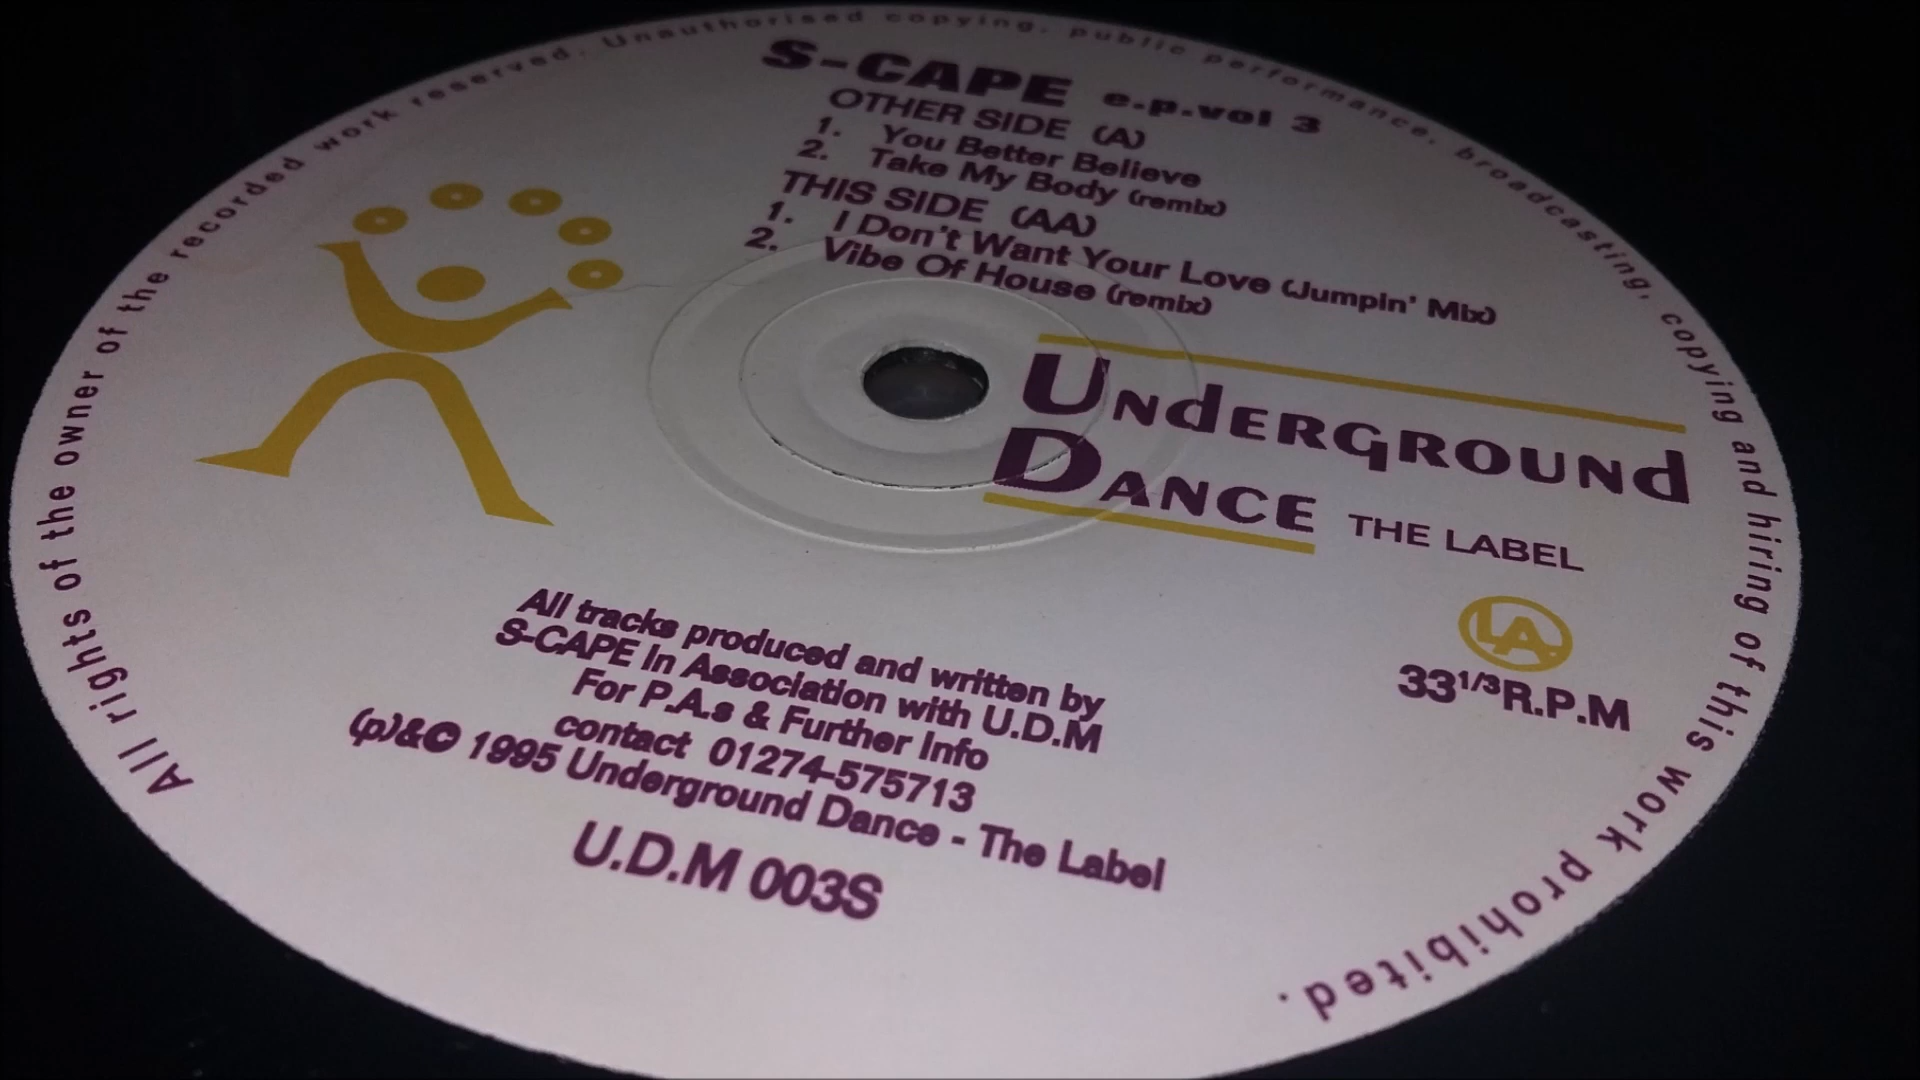 All rights of the owner of the recorded work reserved. Unauthorised copying, public performance, broadcasting, copying and hiring of this work prohibited.
S-CAPE e.p.vol 3
OTHER SIDE (A)
1. You Better Believe
2. Take My Body (remix)
THIS SIDE (AA)
1. I Don't Want Your Love (Jumpin' Mix)
2. Vibe Of House (remix)
UNdERGROUNd
DANCE THE LABEL
LA
33 1/3 R.P.M
All tracks produced and written by
S-CAPE In Association with U.D.M
For P.A.s & Further Info
contact 01274-575713
(p)&© 1995 Underground Dance - The Label
U.D.M 003S